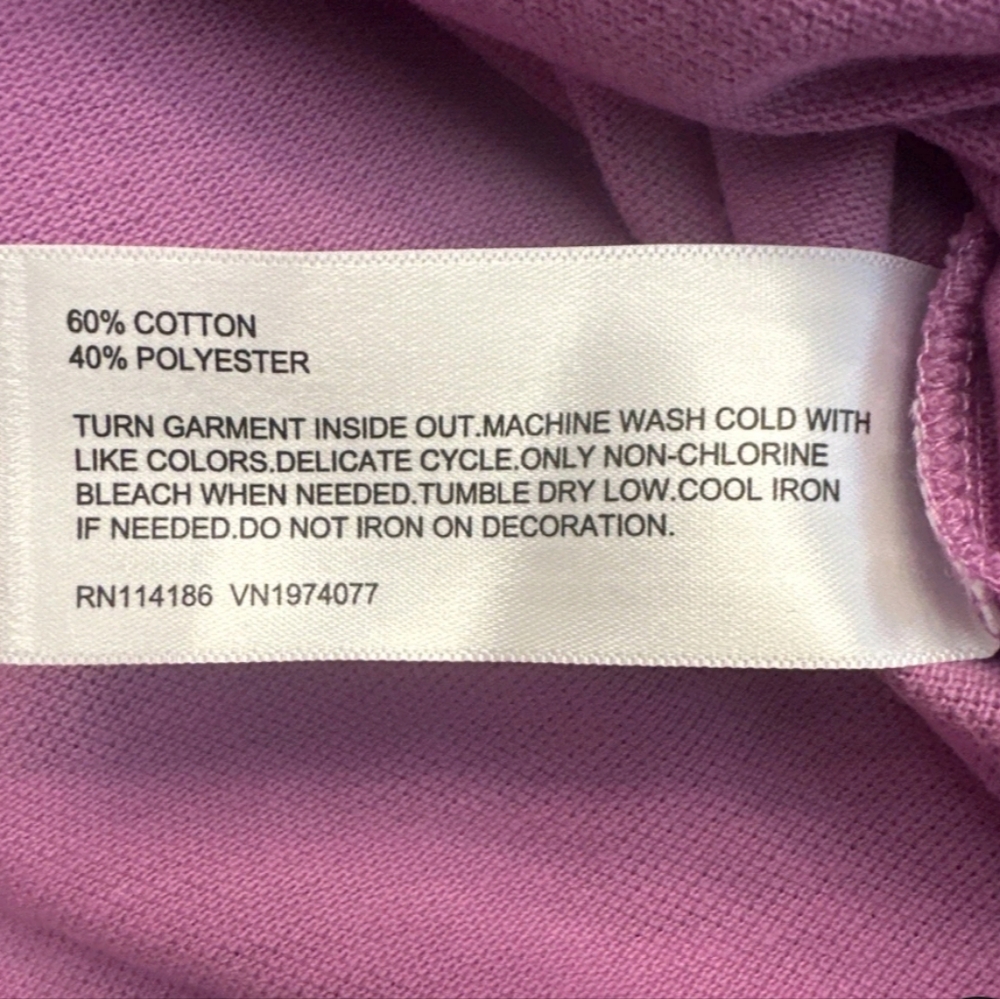 60% COTTON
40% POLYESTER
TURN GARMENT INSIDE OUT.MACHINE WASH COLD WITH
LIKE COLORS.DELICATE CYCLE.ONLY NON-CHLORINE
BLEACH WHEN NEEDED.TUMBLE DRY LOW.COOL IRON
IF NEEDED.DO NOT IRON ON DECORATION.
RN114186 VN1974077